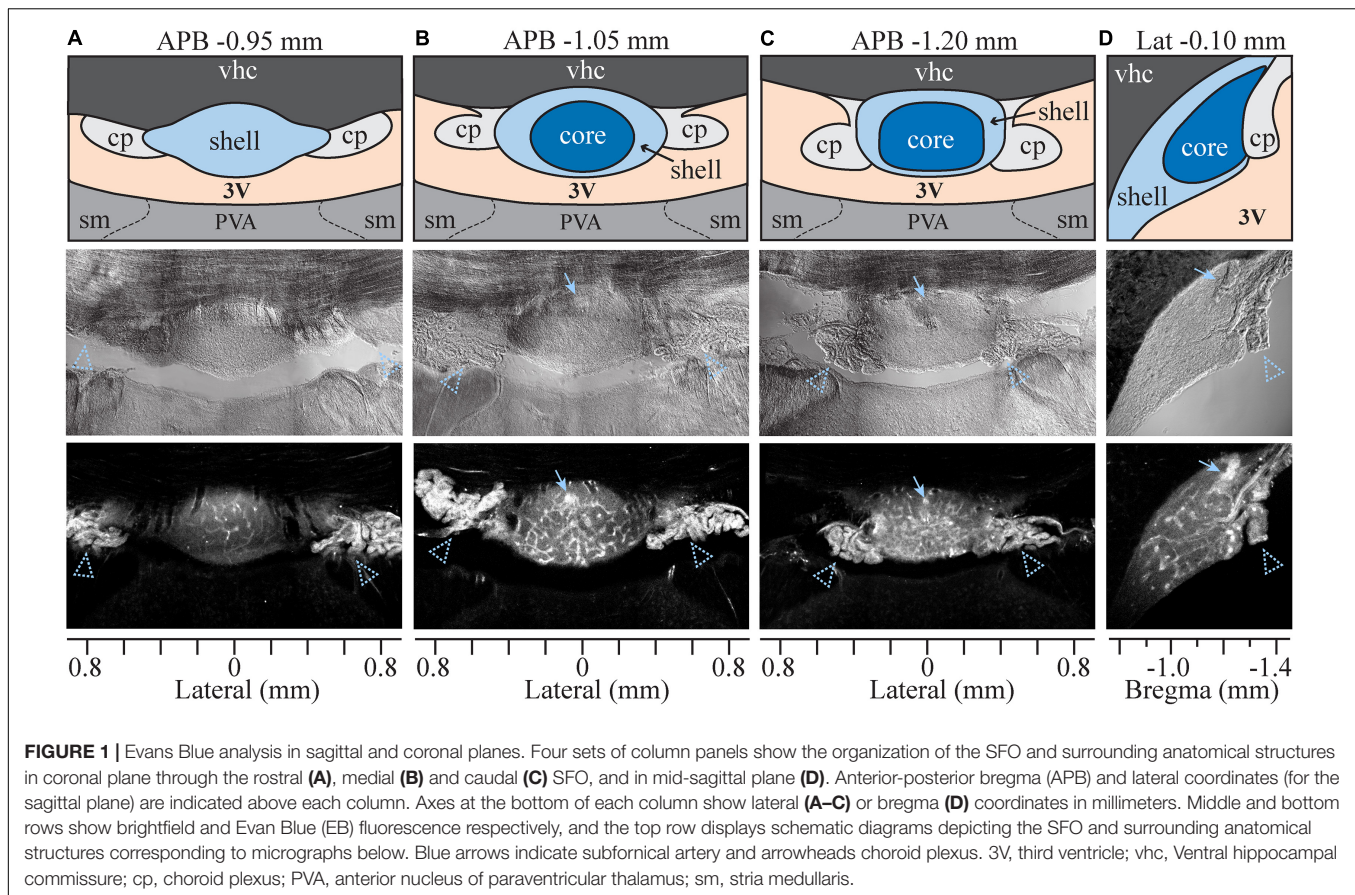 A APB -0.95 mm
B APB -1.05 mm
C APB -1.20 mm
D Lat -0.10 mm
vhc
cp shell cp
3V
sm PVA sm
vhc
cp core cp
shell
3V
sm PVA sm
vhc
shell
cp core cp
3V
sm PVA sm
vhc
core cp
shell
3V
0.8 0 0.8
Lateral (mm)
0.8 0 0.8
Lateral (mm)
0.8 0 0.8
Lateral (mm)
-1.0 -1.4
Bregma (mm)
FIGURE 1 | Evans Blue analysis in sagittal and coronal planes. Four sets of column panels show the organization of the SFO and surrounding anatomical structures
in coronal plane through the rostral (A), medial (B) and caudal (C) SFO, and in mid-sagittal plane (D). Anterior-posterior bregma (APB) and lateral coordinates (for the
sagittal plane) are indicated above each column. Axes at the bottom of each column show lateral (A–C) or bregma (D) coordinates in millimeters. Middle and bottom
rows show brightfield and Evan Blue (EB) fluorescence respectively, and the top row displays schematic diagrams depicting the SFO and surrounding anatomical
structures corresponding to micrographs below. Blue arrows indicate subfornical artery and arrowheads choroid plexus. 3V, third ventricle; vhc, Ventral hippocampal
commissure; cp, choroid plexus; PVA, anterior nucleus of paraventricular thalamus; sm, stria medullaris.